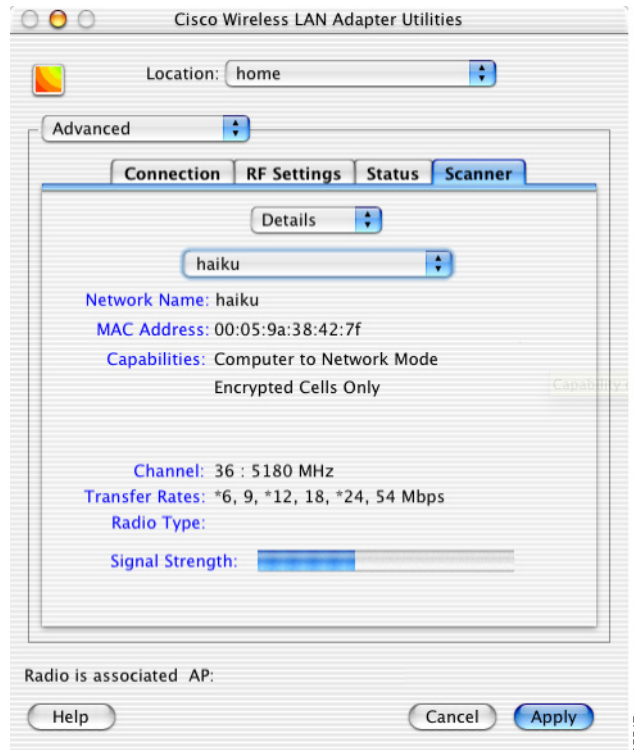 Cisco Wireless LAN Adapter Utilities
Location: home
Advanced
Connection RF Settings Status Scanner
Details
haiku
Network Name: haiku
MAC Address: 00:05:9a:38:42:7f
Capabilities: Computer to Network Mode
Encrypted Cells Only
Capability
Channel: 36 : 5180 MHz
Transfer Rates: *6, 9, *12, 18, *24, 54 Mbps
Radio Type:
Signal Strength:
Radio is associated AP:
Help Cancel Apply